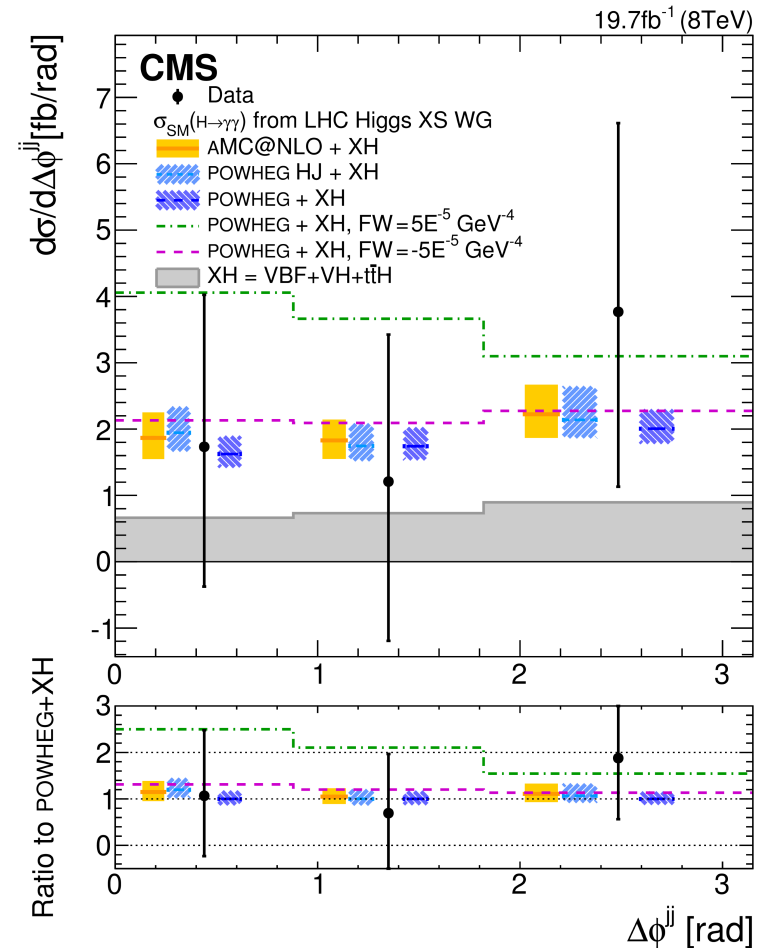 19.7fb⁻¹ (8TeV)
dσ/dΔϕʲʲ[fb/rad]
CMS
Data
σ_SM(H→γγ) from LHC Higgs XS WG
AMC@NLO + XH
POWHEG HJ + XH
POWHEG + XH
POWHEG + XH, FW=5E⁻⁵ GeV⁻⁴
POWHEG + XH, FW=-5E⁻⁵ GeV⁻⁴
XH = VBF+VH+tt̄H
7
6
5
4
3
2
1
0
-1
0 1 2 3
Ratio to POWHEG+XH
3
2
1
0
0 1 2 3
Δϕʲʲ [rad]